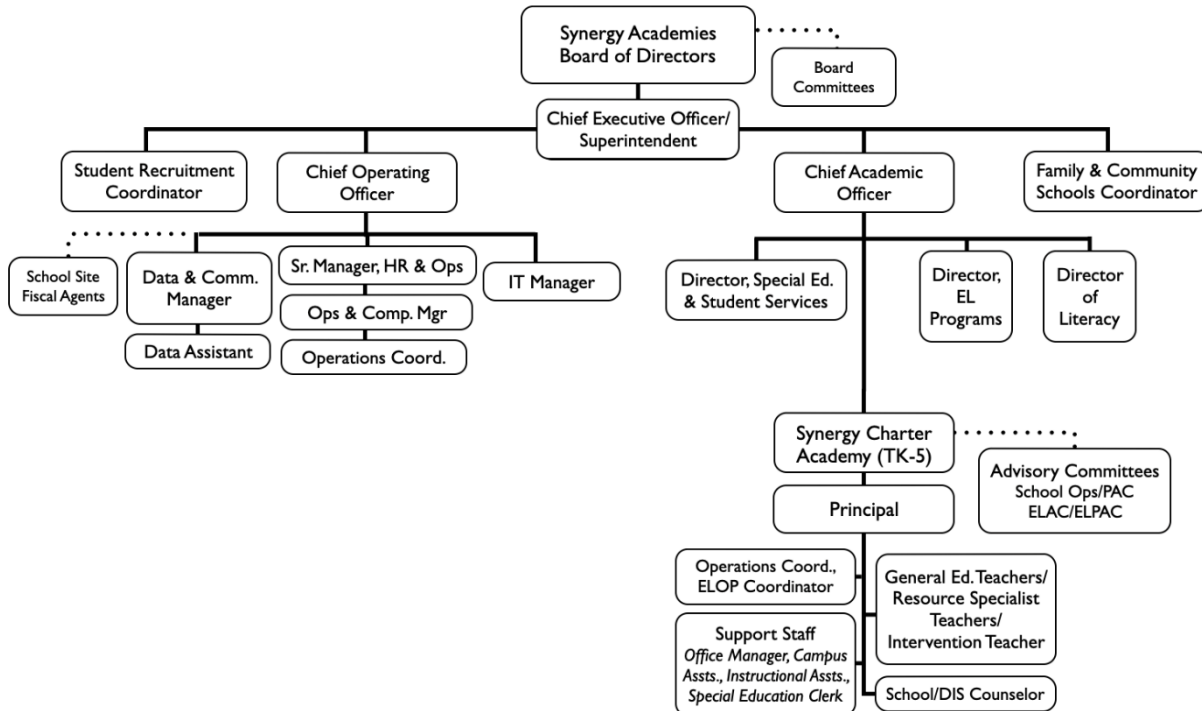 Synergy Academies
Board of Directors
Board
Committees
Chief Executive Officer/
Superintendent
Student Recruitment
Coordinator
Chief Operating
Officer
Chief Academic
Officer
Family & Community
Schools Coordinator
School Site
Fiscal Agents
Data & Comm.
Manager
Data Assistant
Sr. Manager, HR & Ops
Ops & Comp. Mgr
Operations Coord.
IT Manager
Director, Special Ed.
& Student Services
Director,
EL
Programs
Director
of
Literacy
Synergy Charter
Academy (TK-5)
Advisory Committees
School Ops/PAC
ELAC/ELPAC
Principal
Operations Coord.,
ELOP Coordinator
General Ed. Teachers/
Resource Specialist
Teachers/
Intervention Teacher
Support Staff
Office Manager, Campus
Assts., Instructional Assts.,
Special Education Clerk
School/DIS Counselor